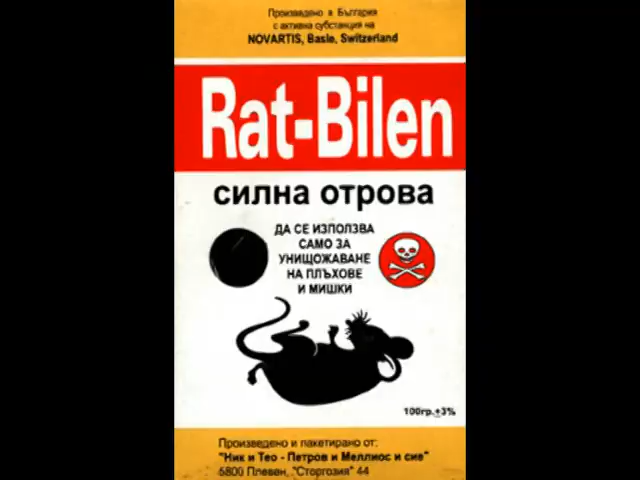 Произведено в България
с активна субстанция на
NOVARTIS, Basle, Switzerland
Rat-Bilen
силна отрова
ДА СЕ ИЗПОЛЗВА
САМО ЗА
УНИЩОЖАВАНЕ
НА ПЛЪХОВЕ
И МИШКИ
100гр.±3%
Произведено и пакетирано от:
"Ник и Тео - Петров и Меллиос и сие"
5800 Плевен, "Сторгозия" 44